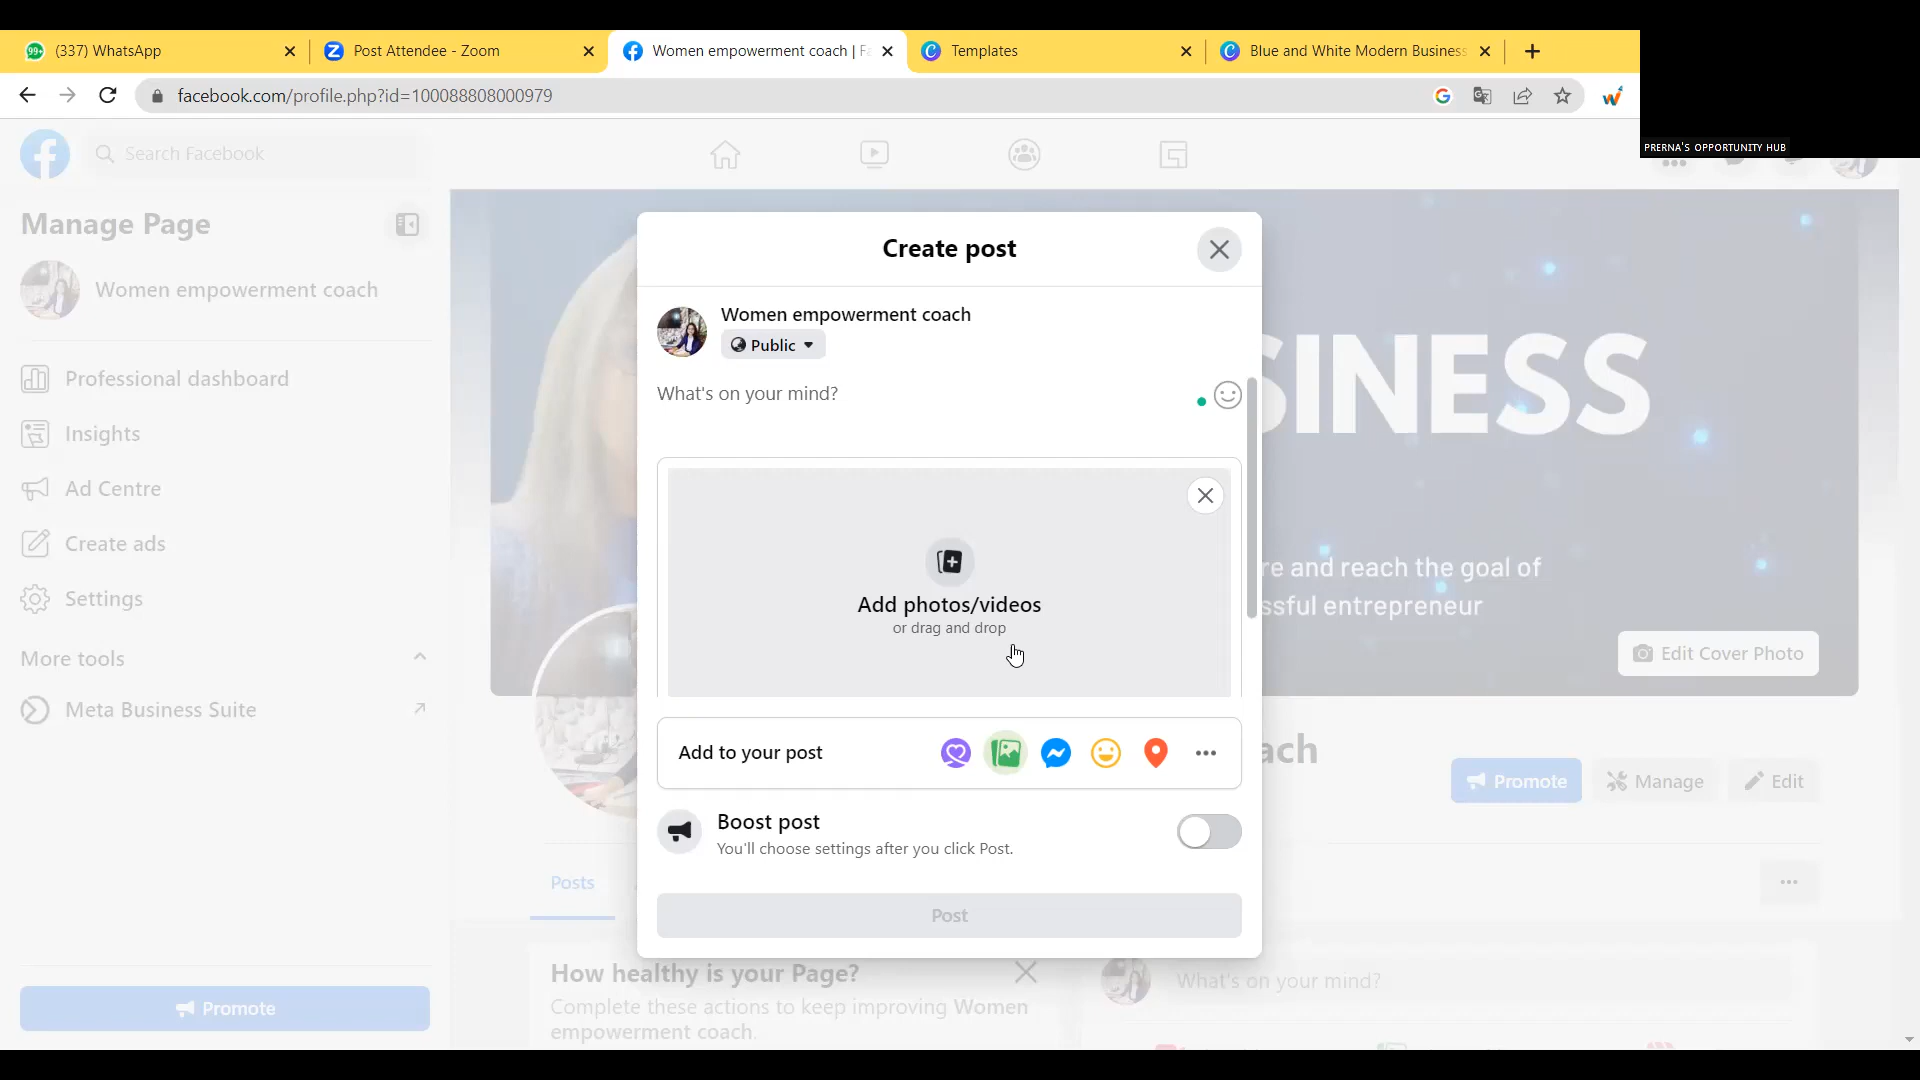 (337) WhatsApp
Post Attendee - Zoom
Women empowerment coach | Fa
Templates
Blue and White Modern Business
facebook.com/profile.php?id=100088808000979
PRERNA'S OPPORTUNITY HUB
Search Facebook
Manage Page
Women empowerment coach
Professional dashboard
Insights
Ad Centre
Create ads
Settings
More tools
Meta Business Suite
Promote
Create post
Women empowerment coach
Public
What's on your mind?
Add photos/videos
or drag and drop
Add to your post
Boost post
You'll choose settings after you click Post.
Post
SINESS
re and reach the goal of
ssful entrepreneur
Edit Cover Photo
ach
Promote
Manage
Edit
Posts
How healthy is your Page?
Complete these actions to keep improving Women
empowerment coach.
What's on your mind?